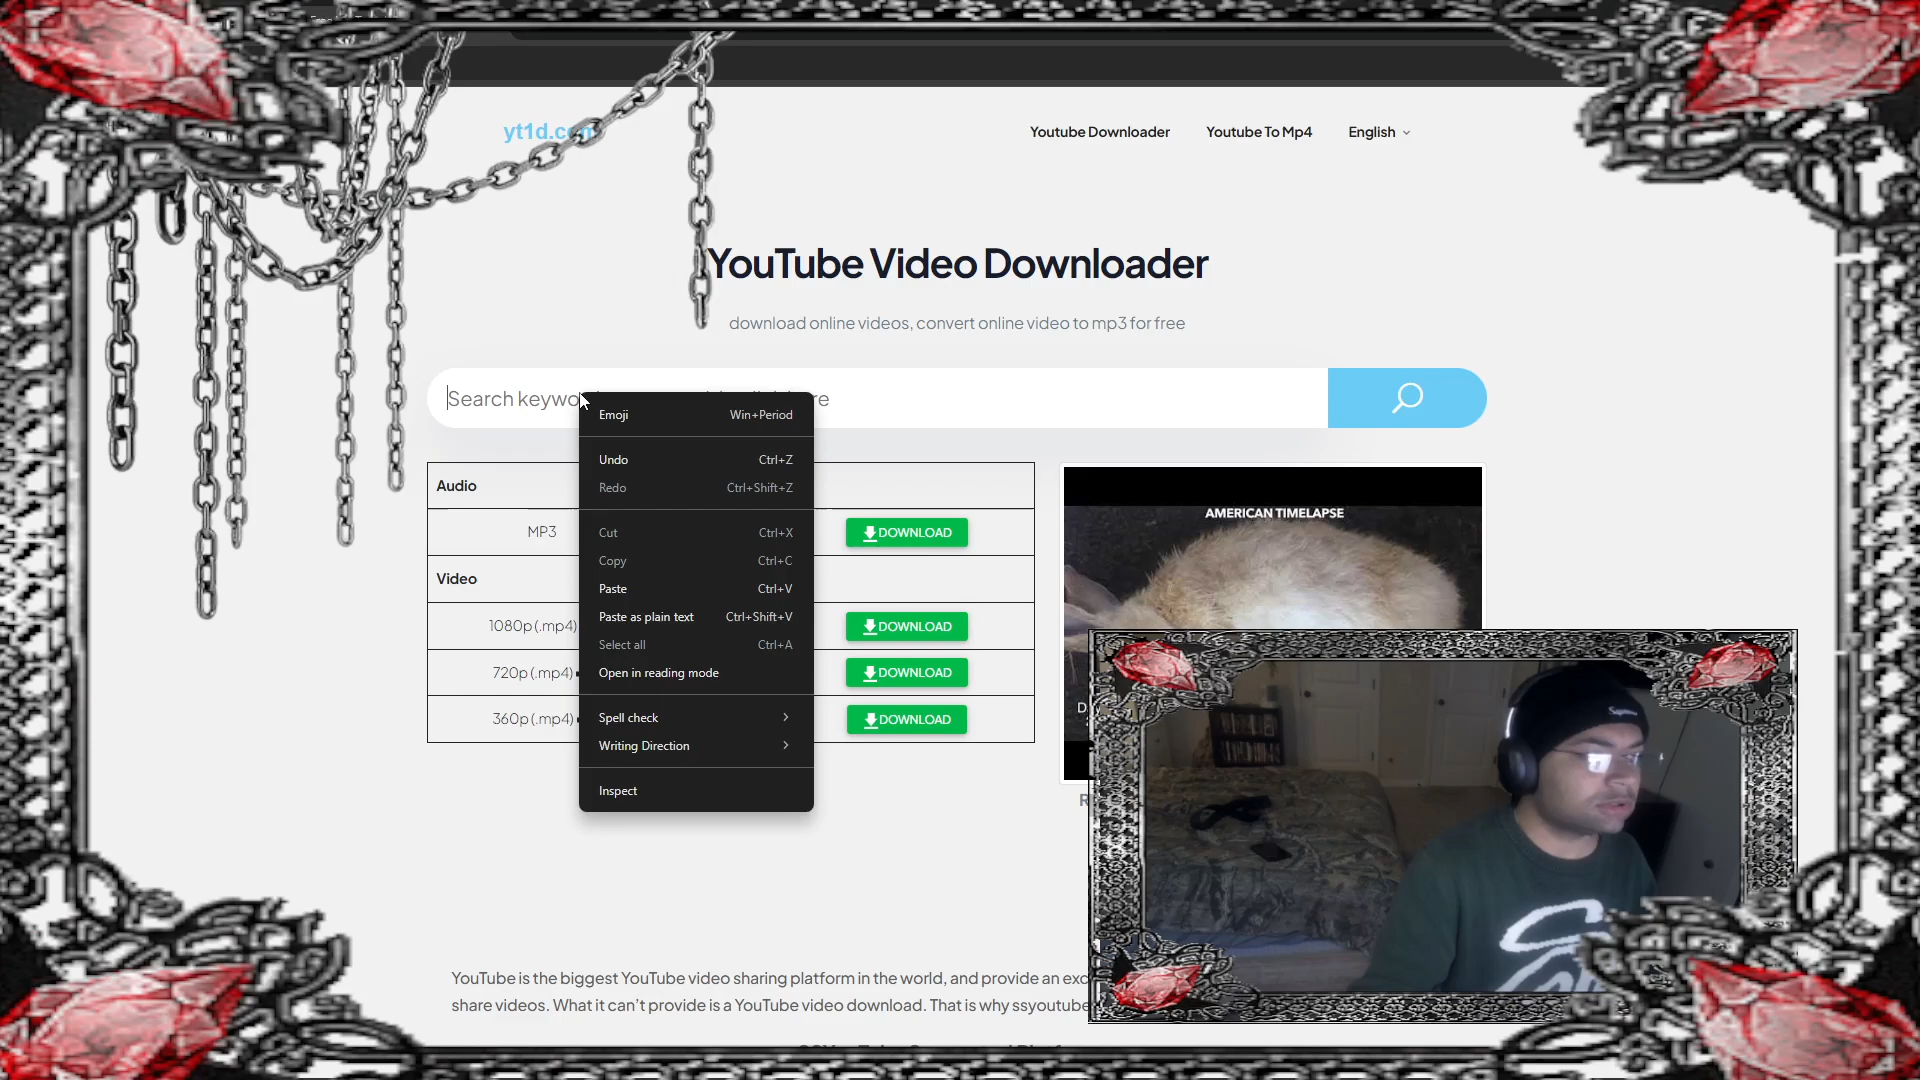 yt1d.com
Youtube Downloader
Youtube To Mp4
English
YouTube Video Downloader
download online videos, convert online video to mp3 for free
Search keywo
re
Emoji Win+Period
Undo Ctrl+Z
Redo Ctrl+Shift+Z
Cut Ctrl+X
Copy Ctrl+C
Paste Ctrl+V
Paste as plain text Ctrl+Shift+V
Select all Ctrl+A
Open in reading mode
Spell check
Writing Direction
Inspect
Audio
MP3 DOWNLOAD
Video
1080p (.mp4) DOWNLOAD
720p (.mp4) DOWNLOAD
360p (.mp4) DOWNLOAD
AMERICAN TIMELAPSE
D
R
Supreme
YouTube is the biggest YouTube video sharing platform in the world, and provide an exc
share videos. What it can't provide is a YouTube video download. That is why ssyoutube